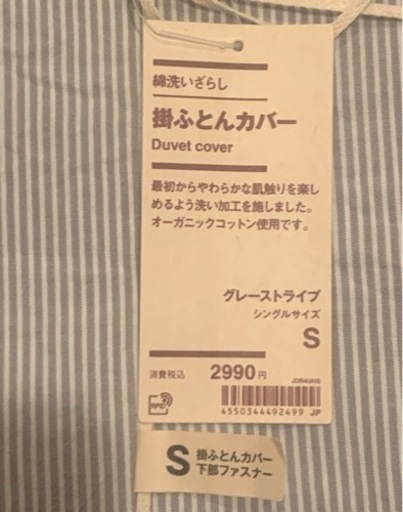 綿洗いざらし
掛ふとんカバー
Duvet cover
最初からやわらかな肌触りを楽し
めるよう洗い加工を施しました。
オーガニックコットン使用です。
グレーストライプ
シングルサイズ
S
消費税込 2990円
RFID
4550344492499 JP
S 掛ふとんカバー
下部ファスナー